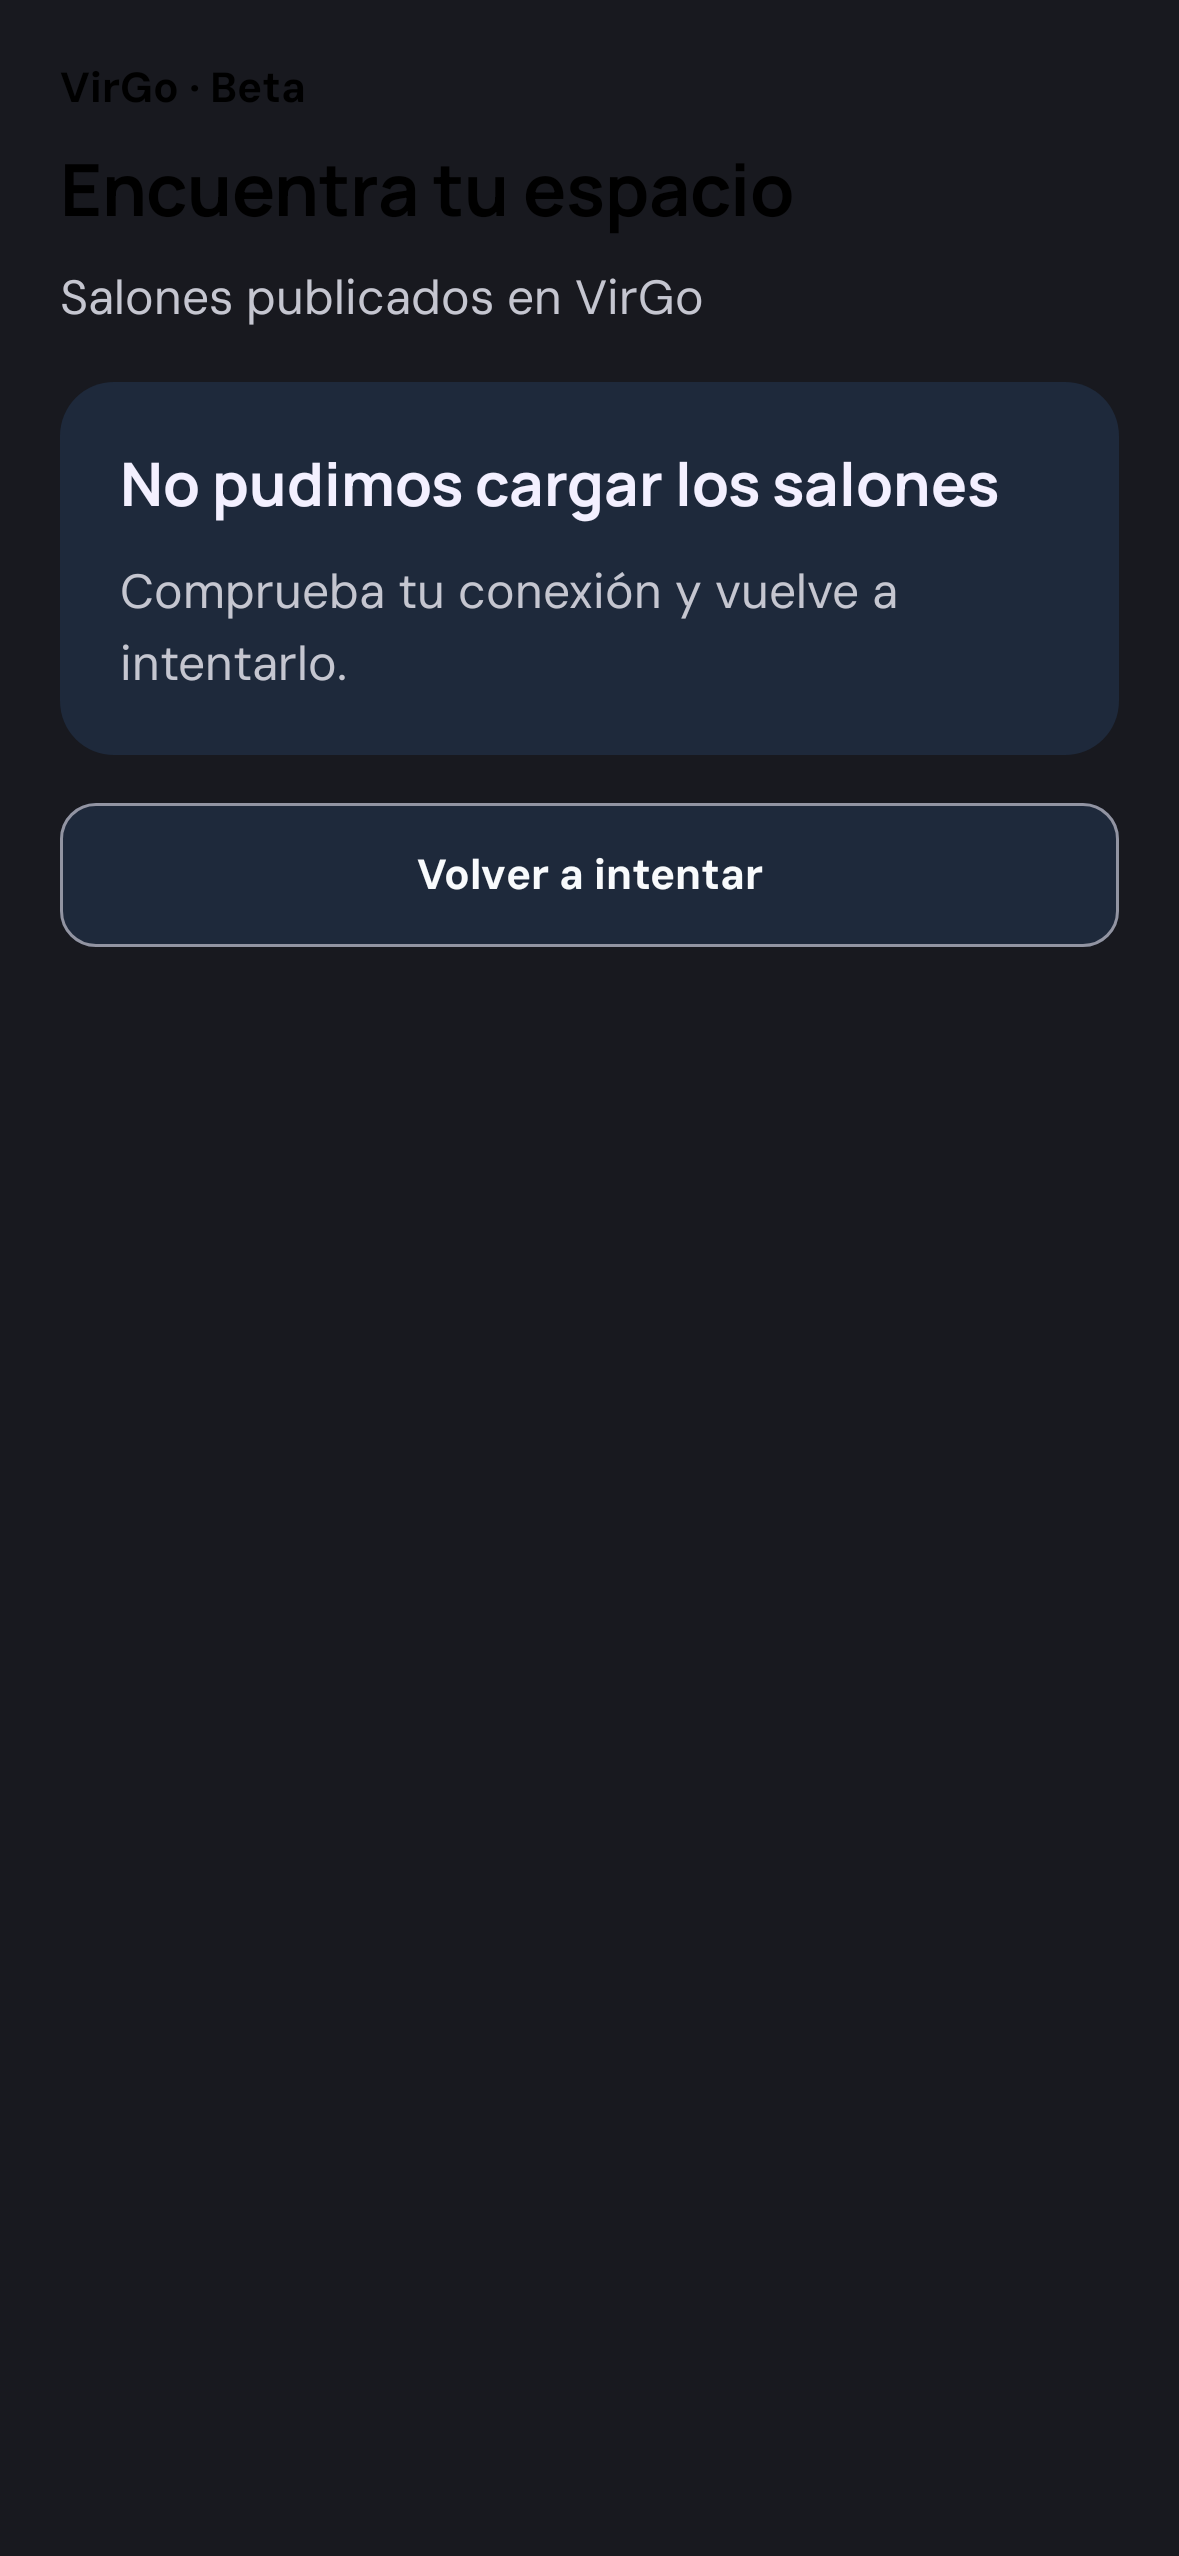 VirGo · Beta
Encuentra tu espacio
Salones publicados en VirGo
No pudimos cargar los salones
Comprueba tu conexión y vuelve a
intentarlo.
Volver a intentar